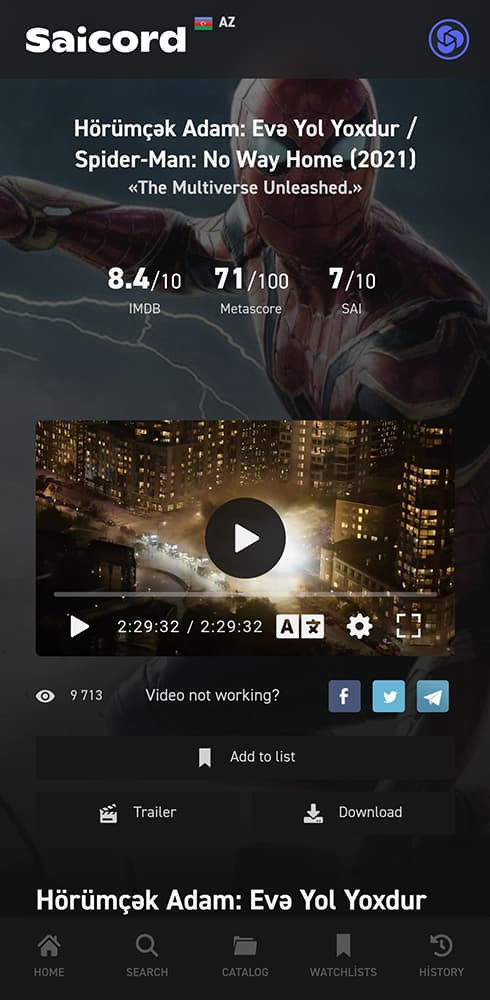 Saicord
AZ
Hörümçək Adam: Evə Yol Yoxdur /
Spider-Man: No Way Home (2021)
«The Multiverse Unleashed.»
8.4/10 71/100 7/10
IMDB Metascore SAI
2:29:32 / 2:29:32 A
9 713 Video not working? f
Add to list
Trailer Download
Hörümçək Adam: Evə Yol Yoxdur
HOME SEARCH CATALOG WATCHLİSTS HİSTORY